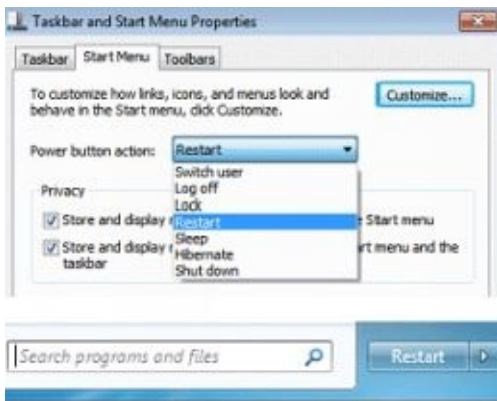 Taskbar and Start Menu Properties
Taskbar Start Menu Toolbars
To customize how links, icons, and menus look and
behave in the Start menu, click Customize.
Customize...
Power button action: Restart
Switch user
Log off
Lock
Restart
Sleep
Hibernate
Shut down
Privacy
Store and display Start menu
Store and display rt menu and the
taskbar
Search programs and files
Restart